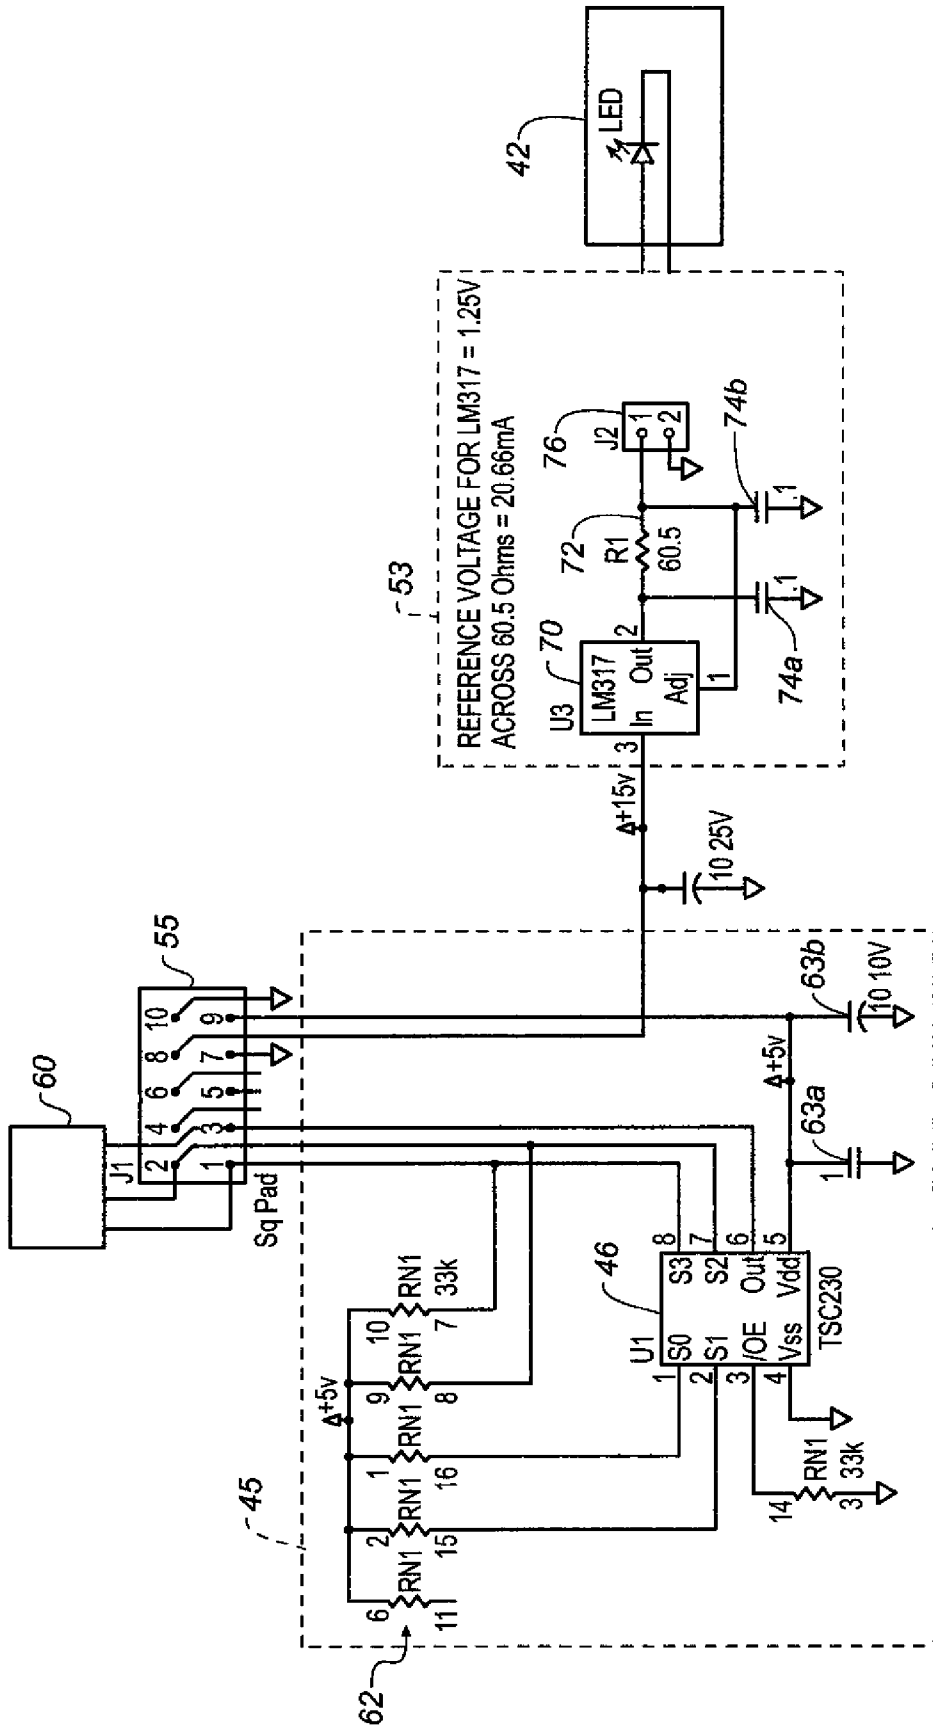 60
J1
55
2 4 6 8 10
1 3 5 7 9
Sq Pad
45
+5v
62
6 RN1 11
2 RN1 15
1 RN1 16
9 RN1 8
10 RN1 7
33k
46
U1
1 S0
2 S1
3 /OE
4 Vss
S3 8
S2 7
Out 6
Vdd 5
TSC230
14 RN1 3
33k
+5v
63a
1
63b
10 10V
10 25V
+15v
53
REFERENCE VOLTAGE FOR LM317 = 1.25V
ACROSS 60.5 Ohms = 20.66mA
U3
70
LM317
3 In Out 2
Adj
1
72
R1
60.5
76
J2
1
2
74a
.1
74b
.1
42
LED